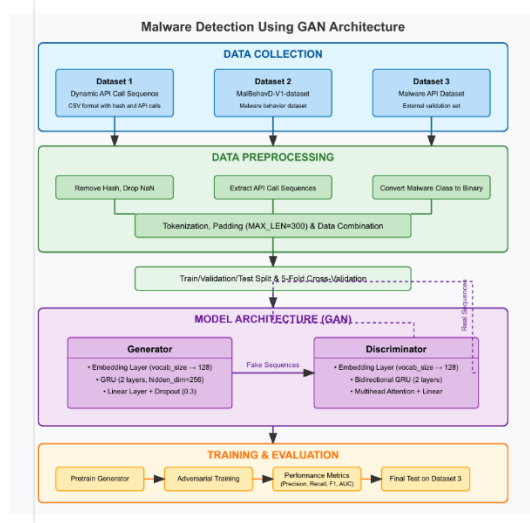 Malware Detection Using GAN Architecture
DATA COLLECTION
Dataset 1
Dynamic API Call Sequence
CSV format with hash and API calls
Dataset 2
MalBehavD-V1-dataset
Malware behavior dataset
Dataset 3
Malware API Dataset
External validation set
DATA PREPROCESSING
Remove Hash, Drop NaN
Extract API Call Sequences
Convert Malware Class to Binary
Tokenization, Padding (MAX_LEN=300) & Data Combination
Train/Validation/Test Split & 5-Fold Cross-Validation
Real Sequences
MODEL ARCHITECTURE (GAN)
Generator
• Embedding Layer (vocab_size → 128)
• GRU (2 layers, hidden_dim=256)
• Linear Layer + Dropout (0.3)
Fake Sequences
Discriminator
• Embedding Layer (vocab_size → 128)
• Bidirectional GRU (2 layers)
• Multihead Attention + Linear
TRAINING & EVALUATION
Pretrain Generator
Adversarial Training
Performance Metrics
(Precision, Recall, F1, AUC)
Final Test on Dataset 3